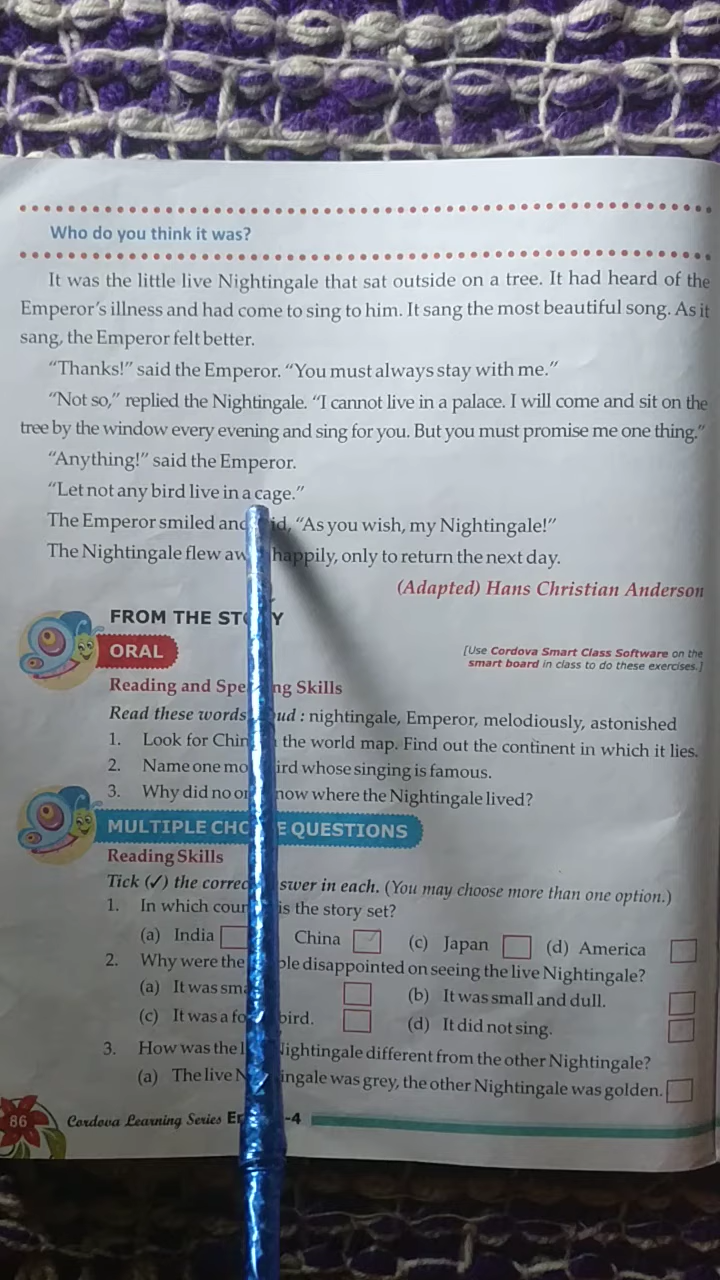 Who do you think it was?
It was the little live Nightingale that sat outside on a tree. It had heard of the
Emperor's illness and had come to sing to him. It sang the most beautiful song. As it
sang, the Emperor felt better.
"Thanks!" said the Emperor. "You must always stay with me."
"Not so," replied the Nightingale. "I cannot live in a palace. I will come and sit on the
tree by the window every evening and sing for you. But you must promise me one thing."
"Anything!" said the Emperor.
"Let not any bird live in a cage."
The Emperor smiled and said, "As you wish, my Nightingale!"
The Nightingale flew away happily, only to return the next day.
(Adapted) Hans Christian Anderson
FROM THE STORY
ORAL
[Use Cordova Smart Class Software on the
smart board in class to do these exercises.]
Reading and Speaking Skills
Read these words aloud : nightingale, Emperor, melodiously, astonished
1. Look for China in the world map. Find out the continent in which it lies.
2. Name one more bird whose singing is famous.
3. Why did no one know where the Nightingale lived?
MULTIPLE CHOICE QUESTIONS
Reading Skills
Tick (✓) the correct answer in each. (You may choose more than one option.)
1. In which country is the story set?
(a) India China (c) Japan (d) America
2. Why were the people disappointed on seeing the live Nightingale?
(a) It was (b) It was small and dull.
(c) It was a bird. (d) It did not sing.
3. How was the Nightingale different from the other Nightingale?
(a) The live Nightingale was grey, the other Nightingale was golden.
86 Cordova Learning Series -4